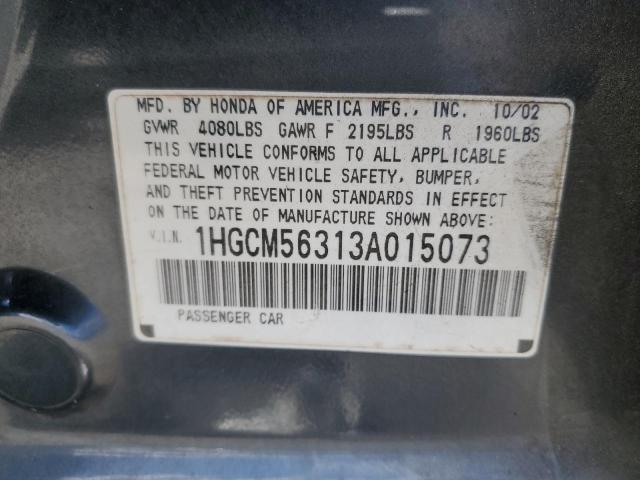 MFD. BY HONDA OF AMERICA MFG., INC. 10/02
GVWR 4080LBS GAWR F 2195LBS R 1960LBS
THIS VEHICLE CONFORMS TO ALL APPLICABLE
FEDERAL MOTOR VEHICLE SAFETY, BUMPER,
AND THEFT PREVENTION STANDARDS IN EFFECT
ON THE DATE OF MANUFACTURE SHOWN ABOVE:
V.I.N. 1HGCM56313A015073
PASSENGER CAR